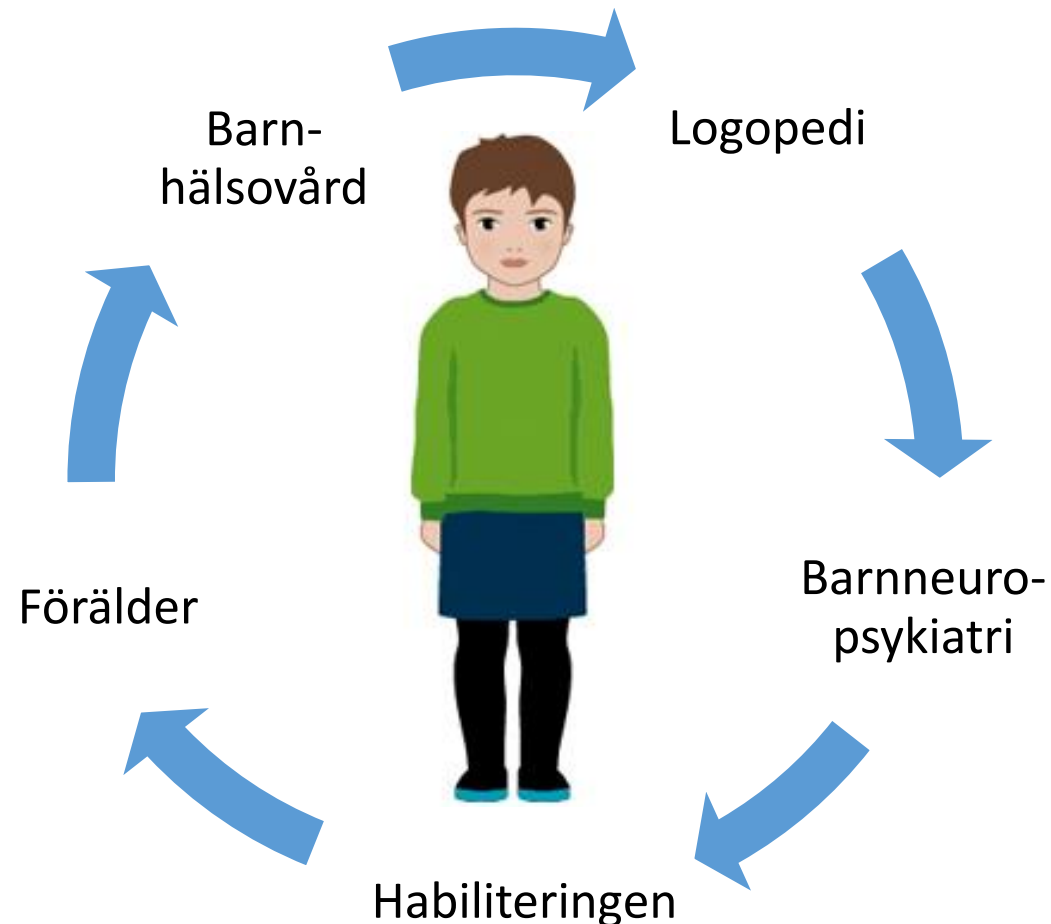 Barn-
hälsovård
Logopedi
Barnneuro-
psykiatri
Habiliteringen
Förälder